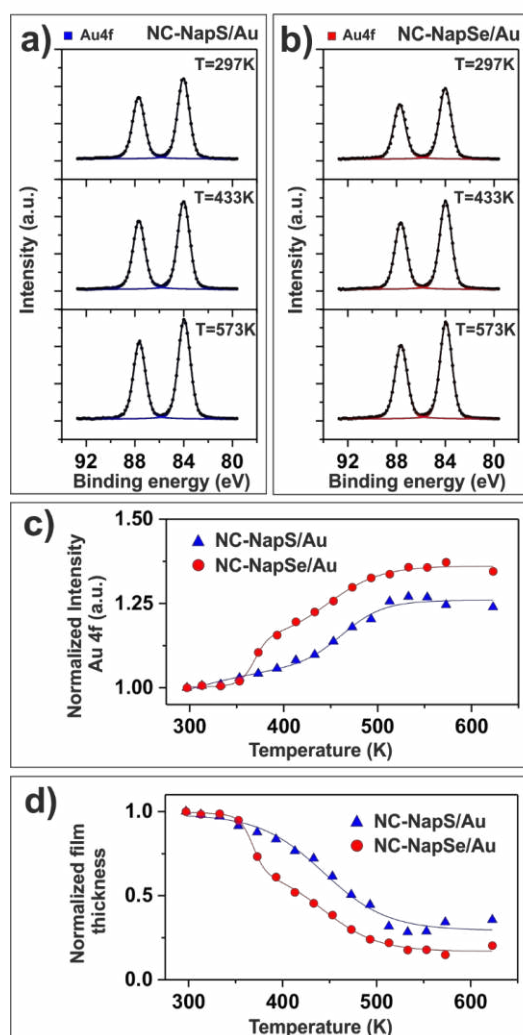 a) Au4f NC-NapS/Au
T=297K
T=433K
T=573K
Intensity (a.u.)
92 88 84 80
Binding energy (eV)
b) Au4f NC-NapSe/Au
T=297K
T=433K
T=573K
Intensity (a.u.)
92 88 84 80
Binding energy (eV)
c)
1.50
1.25
1.00
NC-NapS/Au
NC-NapSe/Au
Normalized Intensity
Au 4f (a.u.)
300 400 500 600
Temperature (K)
d)
1.0
0.5
0.0
NC-NapS/Au
NC-NapSe/Au
Normalized film
thickness
300 400 500 600
Temperature (K)